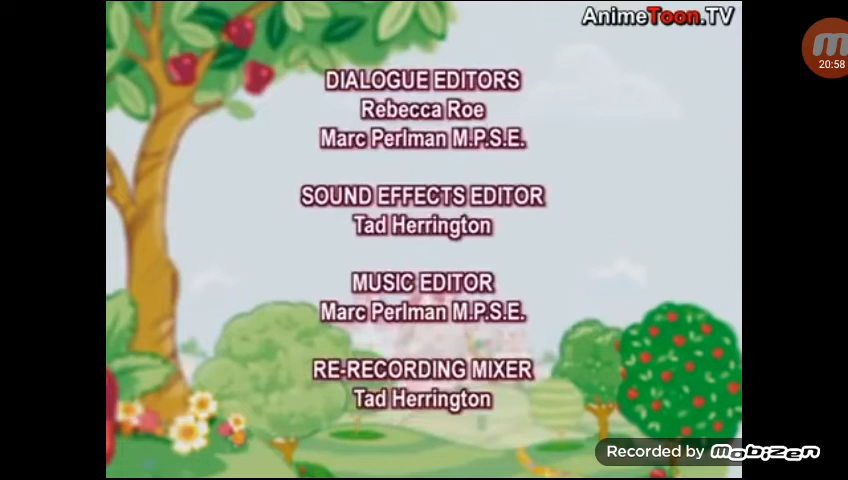 AnimeToon.TV
20:58
DIALOGUE EDITORS
Rebecca Roe
Marc Perlman M.P.S.E.
SOUND EFFECTS EDITOR
Tad Herrington
MUSIC EDITOR
Marc Perlman M.P.S.E.
RE-RECORDING MIXER
Tad Herrington
Recorded by mobizen